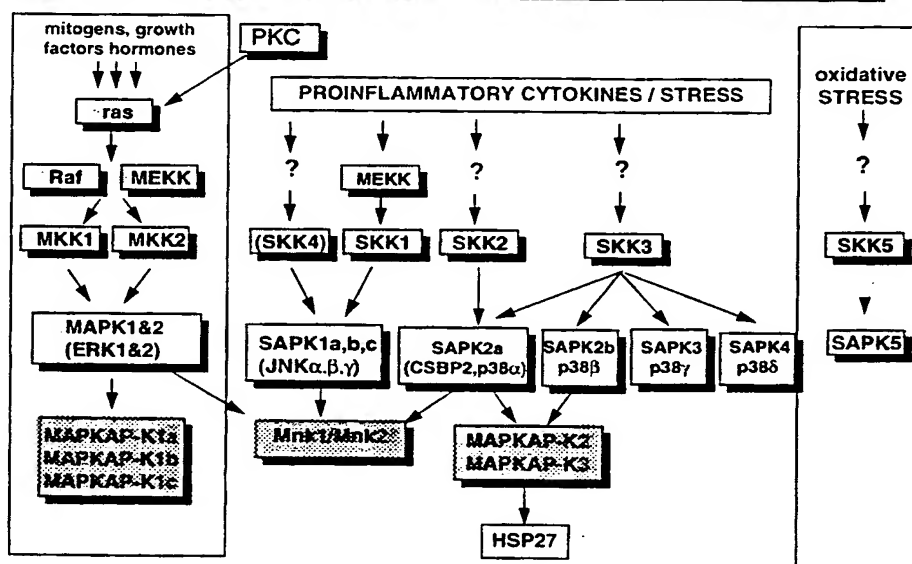 mitogens, growth
factors hormones
PKC
ras
Raf
MEKK
MKK1
MKK2
MAPK1&2
(ERK1&2)
MAPKAP-K1a
MAPKAP-K1b
MAPKAP-K1c
PROINFLAMMATORY CYTOKINES / STRESS
?
?
?
MEKK
(SKK4)
SKK1
SKK2
SKK3
SAPK1a,b,c
(JNKα.β.γ)
SAPK2a
(CSBP2,p38α)
SAPK2b
p38β
SAPK3
p38γ
SAPK4
p38δ
Mnk1/Mnk2
MAPKAP-K2
MAPKAP-K3
HSP27
oxidative
STRESS
?
SKK5
SAPK5